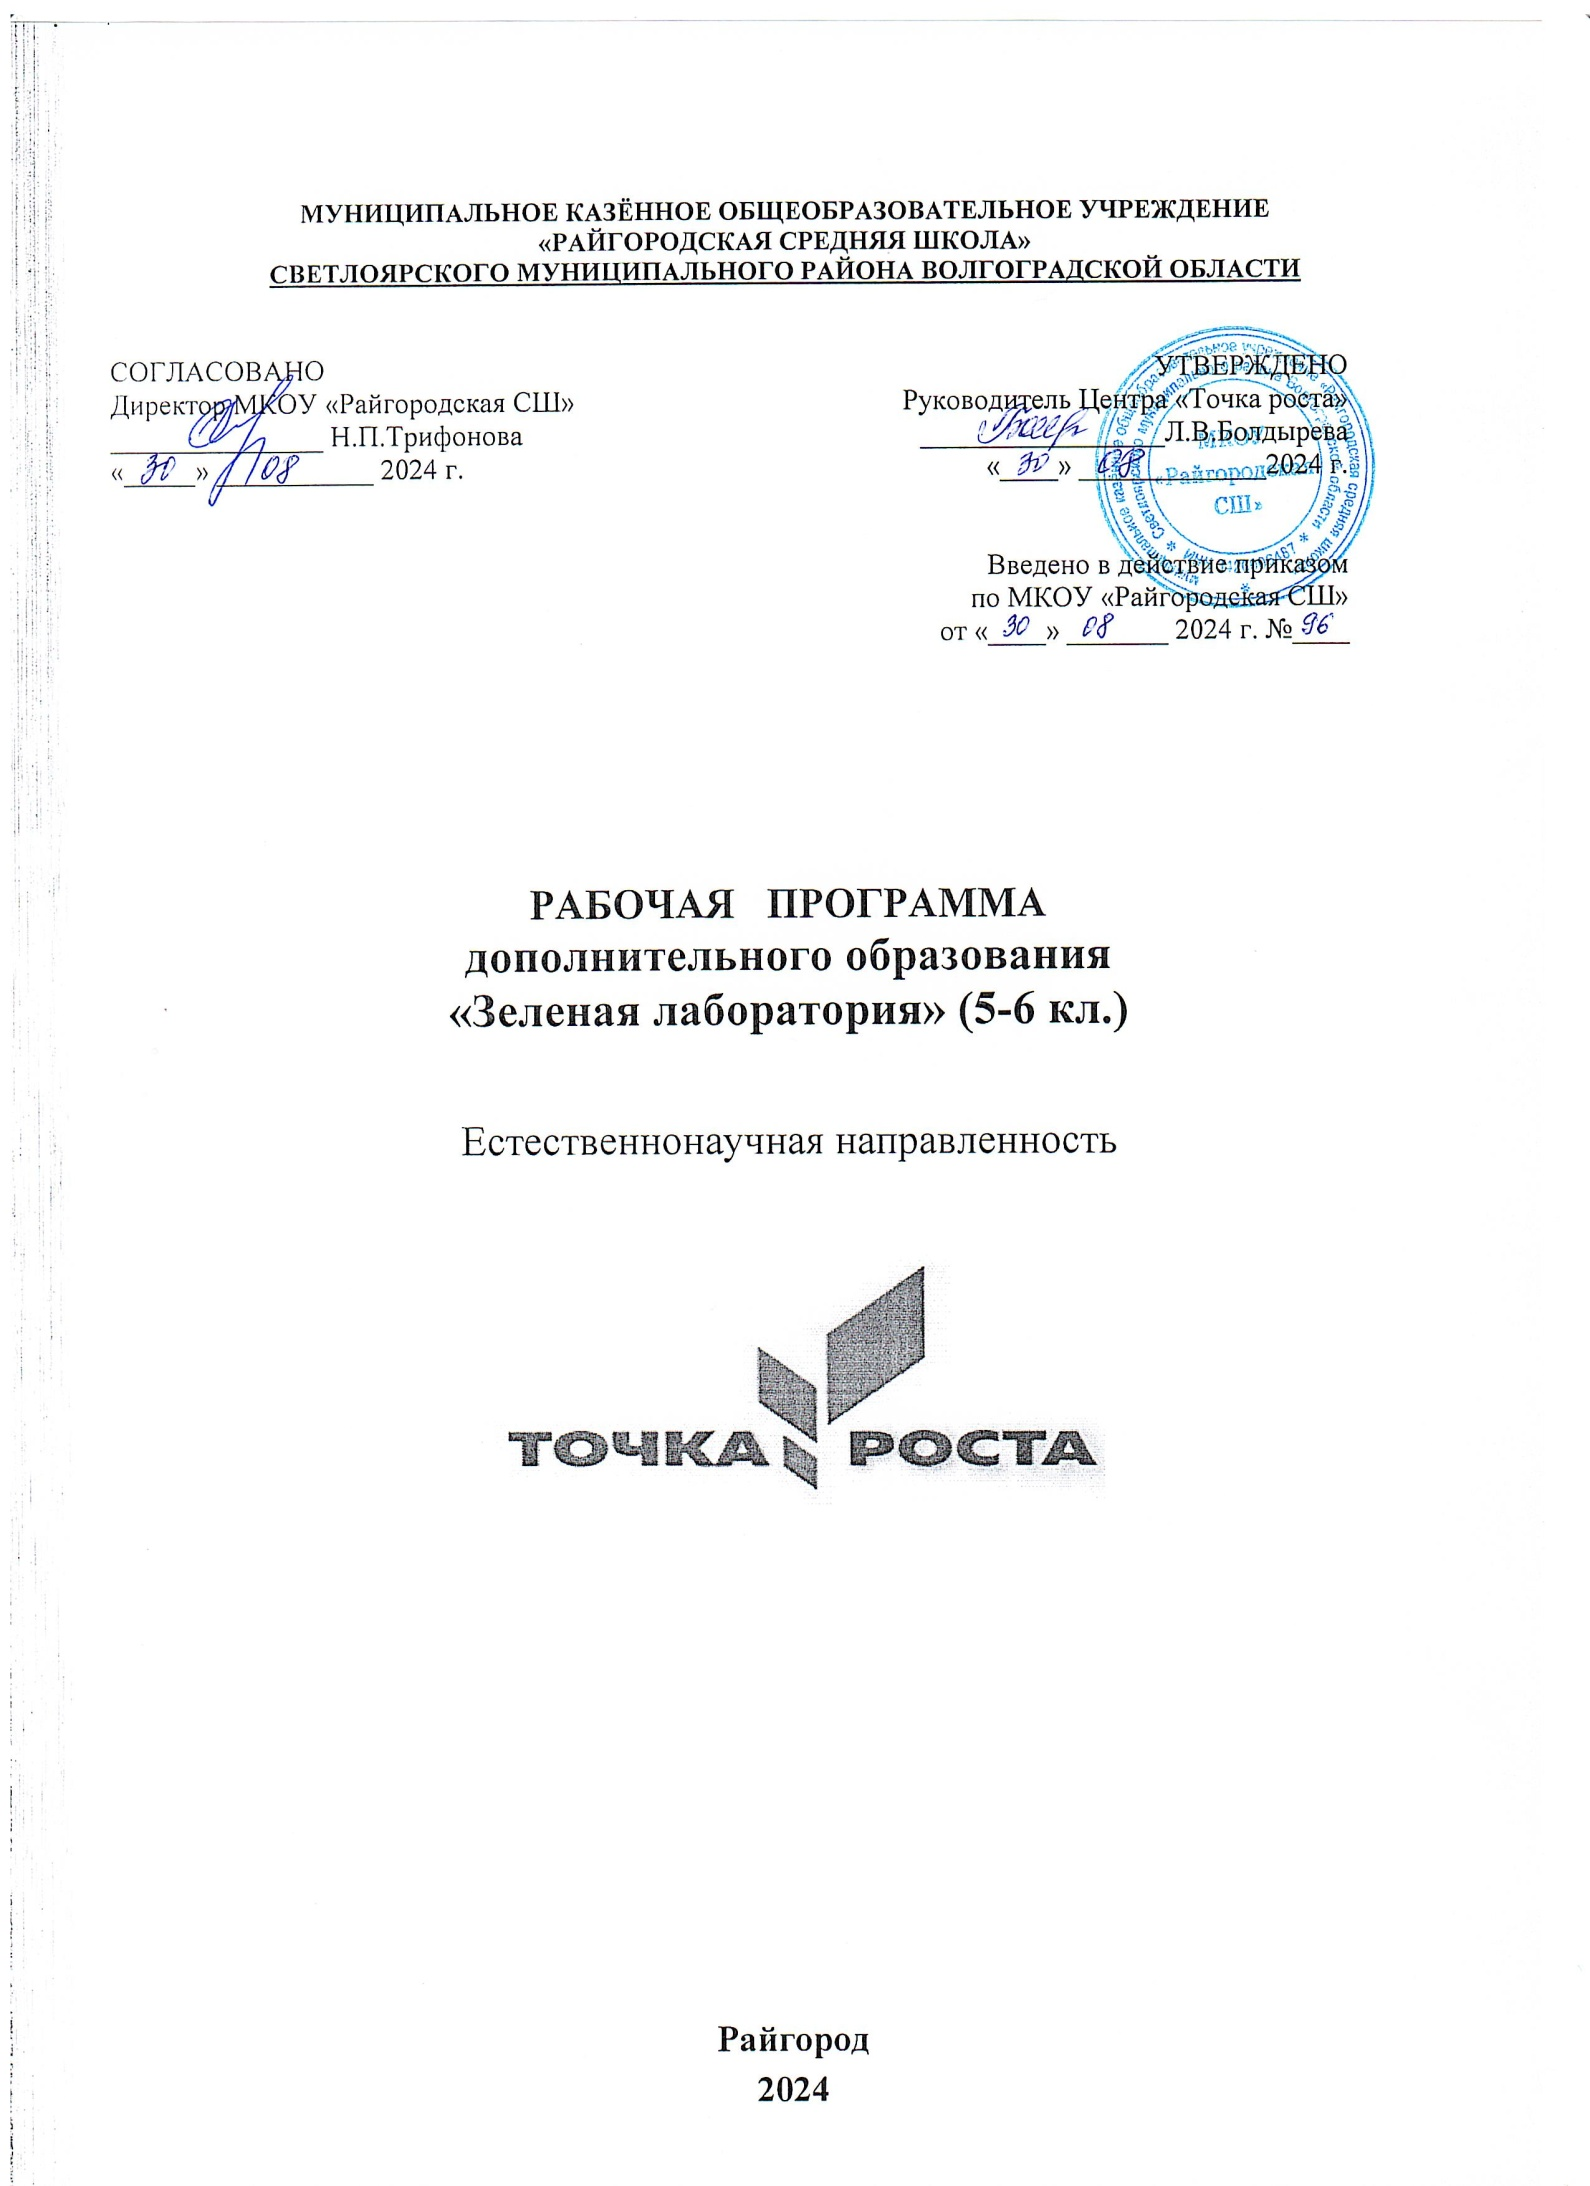 МУНИЦИПАЛЬНОЕ КАЗЁННОЕ ОБЩЕОБРАЗОВАТЕЛЬНОЕ УЧРЕЖДЕНИЕ
«РАЙГОРОДСКАЯ СРЕДНЯЯ ШКОЛА»
СВЕТЛОЯРСКОГО МУНИЦИПАЛЬНОГО РАЙОНА ВОЛГОГРАДСКОЙ ОБЛАСТИ
СОГЛАСОВАНО
Директор МКОУ «Райгородская СШ»
Н.П.Трифонова
«30» 08 2024 г.
УТВЕРЖДЕНО
Руководитель Центра «Точка роста»
Л.В.Болдырева
«30» 08 2024 г.
МКОУ
«Райгородская
СШ»
Введено в действие приказом
по МКОУ «Райгородская СШ»
от «30» 08 2024 г. №96
РАБОЧАЯ ПРОГРАММА
дополнительного образования
«Зеленая лаборатория» (5-6 кл.)
Естественнонаучная направленность
ТОЧКА РОСТА
Райгород
2024